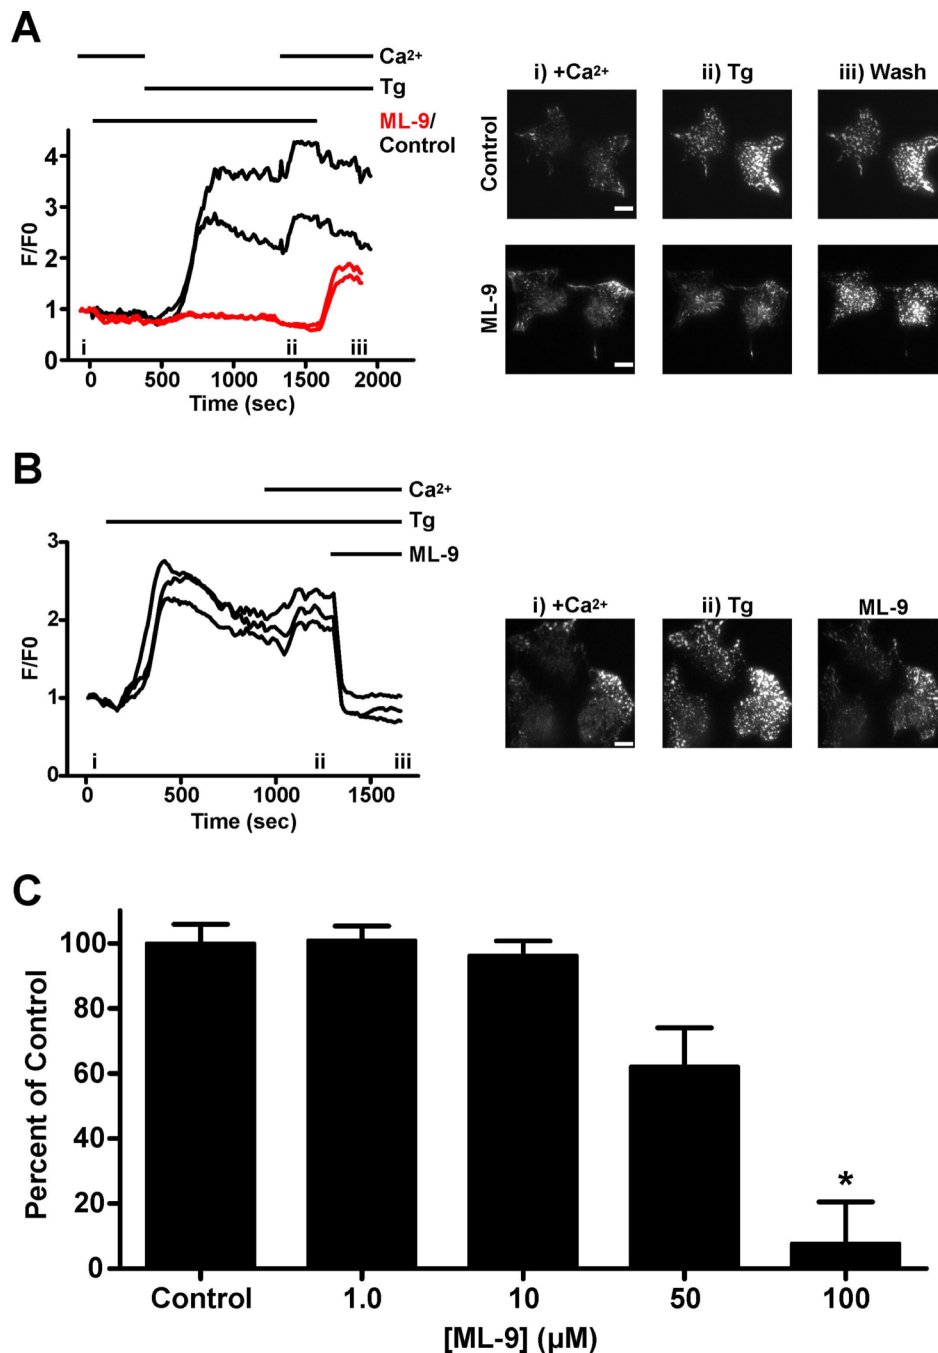 A
Ca2+
Tg
ML-9/
Control
i) +Ca2+
ii) Tg
iii) Wash
Control
ML-9
F/F0
4
3
2
1
0
i
ii
iii
0
500
1000
1500
2000
Time (sec)
B
Ca2+
Tg
ML-9
i) +Ca2+
ii) Tg
ML-9
F/F0
3
2
1
0
i
ii
iii
0
500
1000
1500
Time (sec)
C
Percent of Control
100
80
60
40
20
0
*
Control
1.0
10
50
100
[ML-9] (µM)